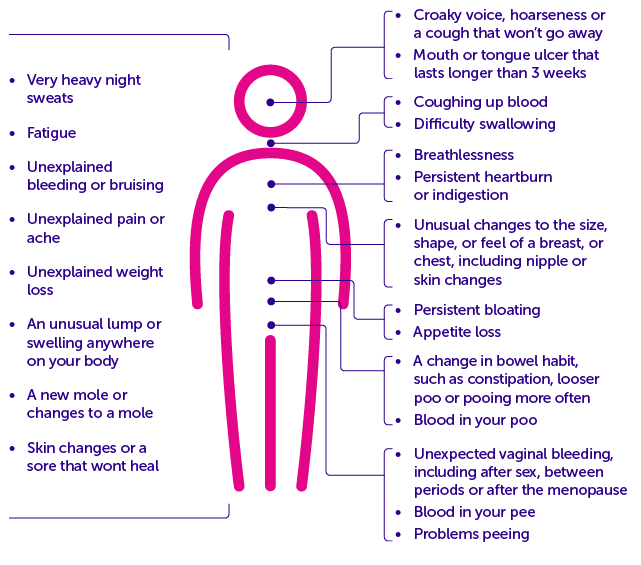 Very heavy night
sweats
Fatigue
Unexplained
bleeding or bruising
Unexplained pain or
ache
Unexplained weight
loss
An unusual lump or
swelling anywhere
on your body
A new mole or
changes to a mole
Skin changes or a
sore that wont heal
Croaky voice, hoarseness or
a cough that won't go away
Mouth or tongue ulcer that
lasts longer than 3 weeks
Coughing up blood
Difficulty swallowing
Breathlessness
Persistent heartburn
or indigestion
Unusual changes to the size,
shape, or feel of a breast, or
chest, including nipple or
skin changes
Persistent bloating
Appetite loss
A change in bowel habit,
such as constipation, looser
poo or pooing more often
Blood in your poo
Unexpected vaginal bleeding,
including after sex, between
periods or after the menopause
Blood in your pee
Problems peeing